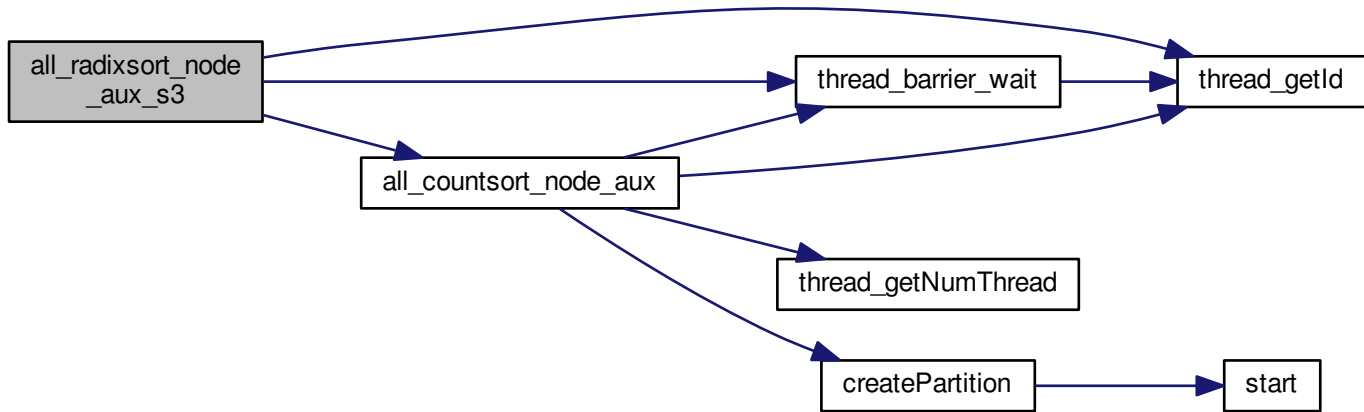 all_radixsort_node
_aux_s3
thread_barrier_wait
thread_getId
all_countsort_node_aux
thread_getNumThread
createPartition
start